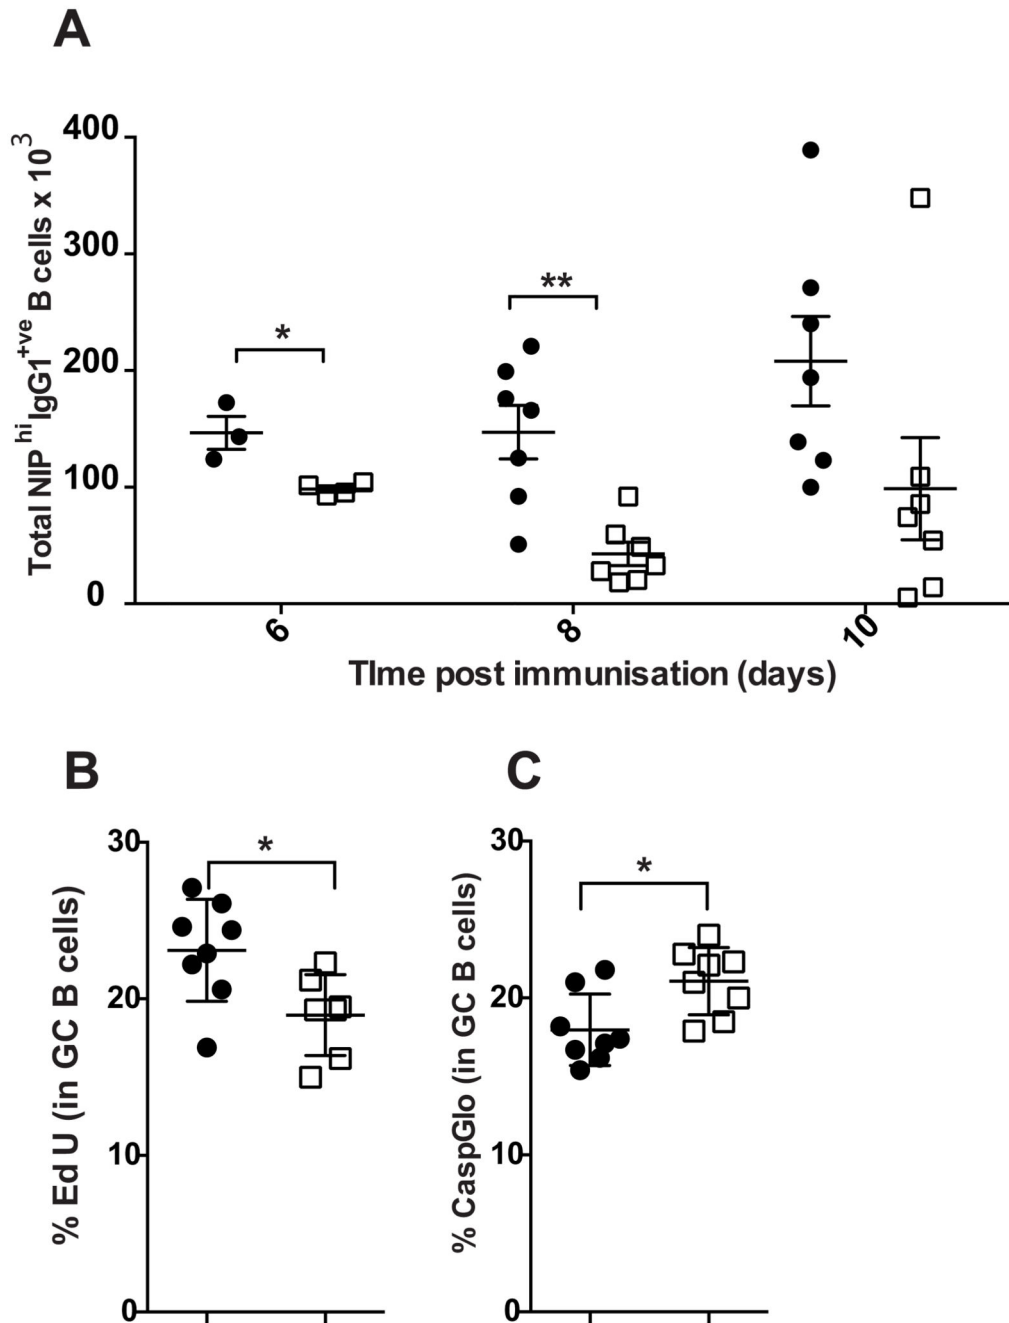 A
Total NIP hi IgG1 +ve B cells x 10 3
400
300
200
100
0
*
**
6
8
10
TIme post immunisation (days)
B
% Ed U (in GC B cells)
30
20
10
0
*
C
% CaspGlo (in GC B cells)
30
20
10
0
*